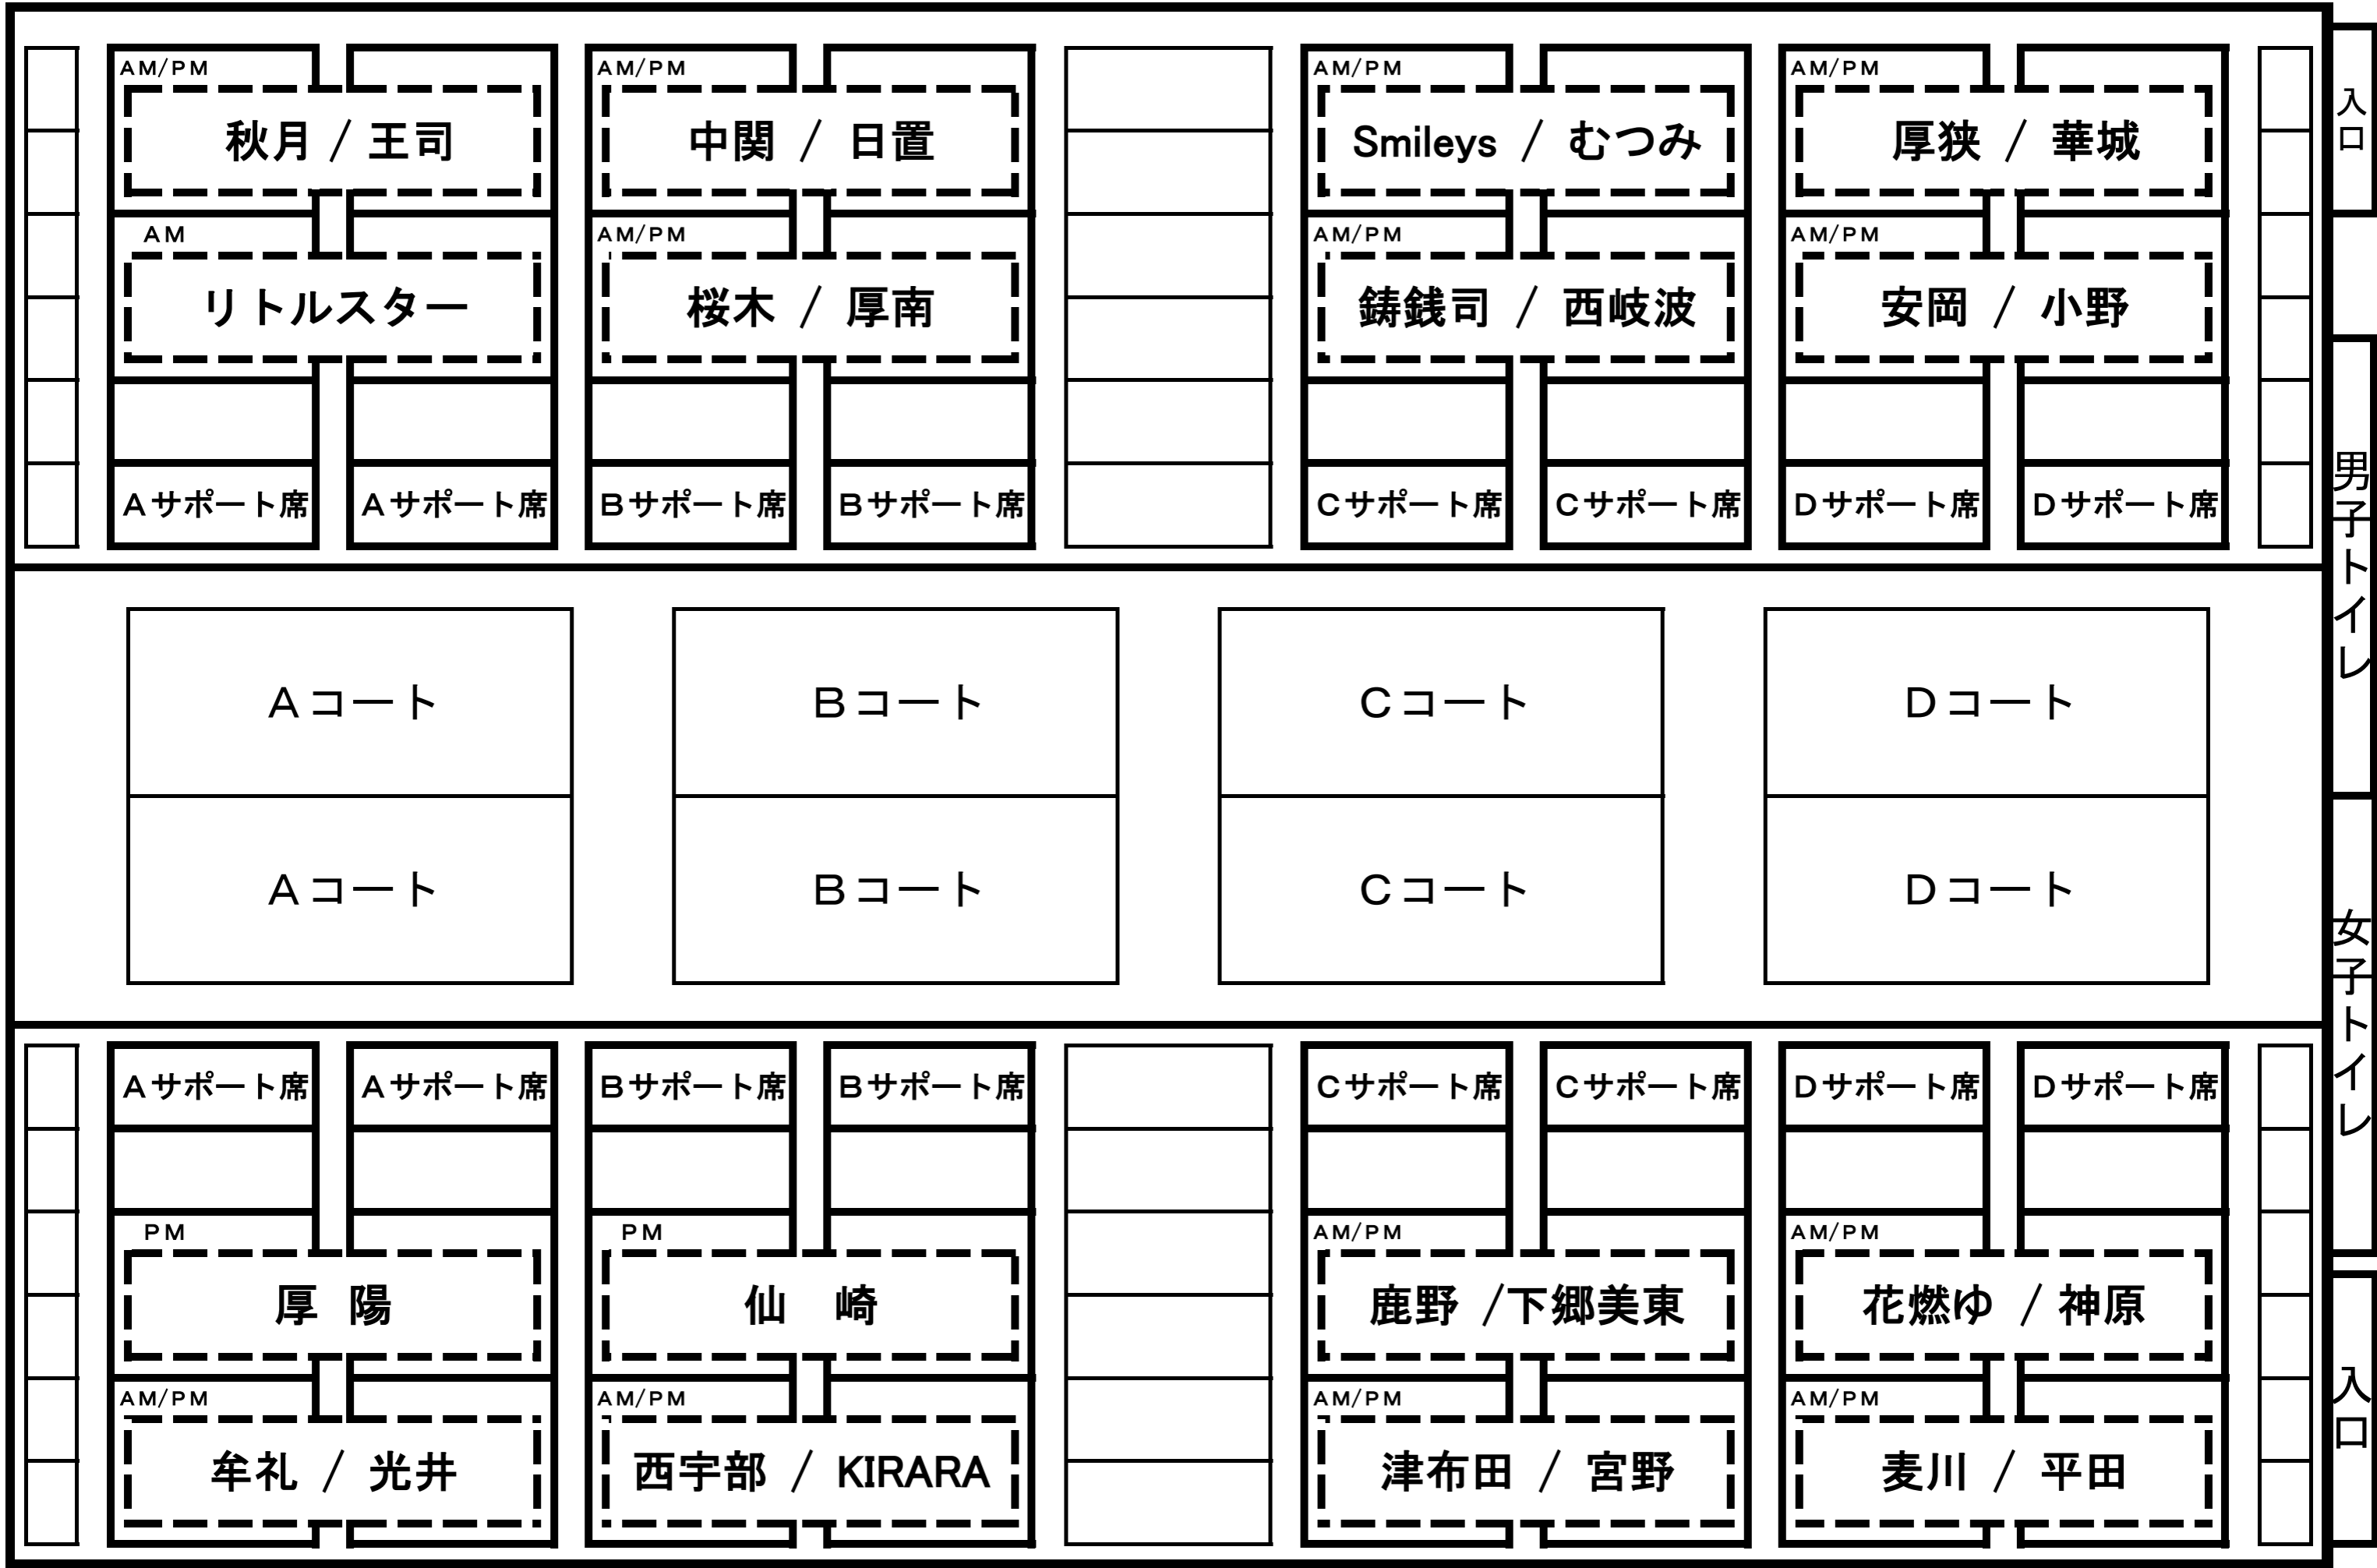 AM/PM AM/PM AM/PM AM/PM
秋月 / 王司 中関 / 日置 Smileys / むつみ 厚狭 / 華城
入口
AM AM/PM AM/PM AM/PM
リトルスター 桜木 / 厚南 鋳銭司 / 西岐波 安岡 / 小野
Aサポート席 Aサポート席 Bサポート席 Bサポート席 Cサポート席 Cサポート席 Dサポート席 Dサポート席
男子トイレ
Aコート Bコート Cコート Dコート
Aコート Bコート Cコート Dコート
女子トイレ
Aサポート席 Aサポート席 Bサポート席 Bサポート席 Cサポート席 Cサポート席 Dサポート席 Dサポート席
PM PM AM/PM AM/PM
厚 陽 仙 崎 鹿野 /下郷美東 花燃ゆ / 神原
AM/PM AM/PM AM/PM AM/PM
牟礼 / 光井 西宇部 / KIRARA 津布田 / 宮野 麦川 / 平田
入口